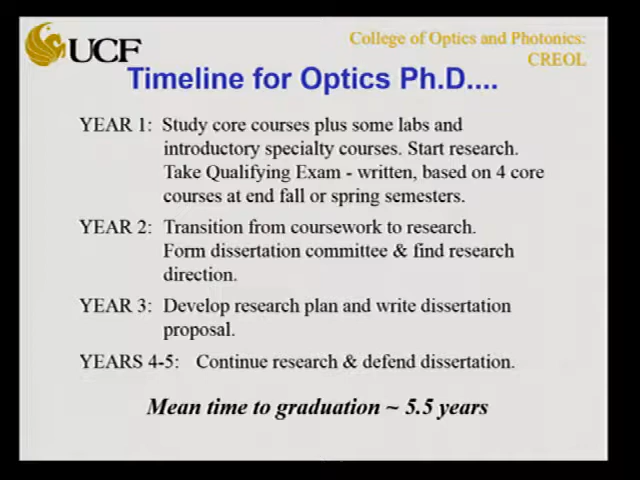 UCF
College of Optics and Photonics:
CREOL
Timeline for Optics Ph.D....
YEAR 1: Study core courses plus some labs and
introductory specialty courses. Start research.
Take Qualifying Exam - written, based on 4 core
courses at end fall or spring semesters.
YEAR 2: Transition from coursework to research.
Form dissertation committee & find research
direction.
YEAR 3: Develop research plan and write dissertation
proposal.
YEARS 4-5: Continue research & defend dissertation.
Mean time to graduation ~ 5.5 years